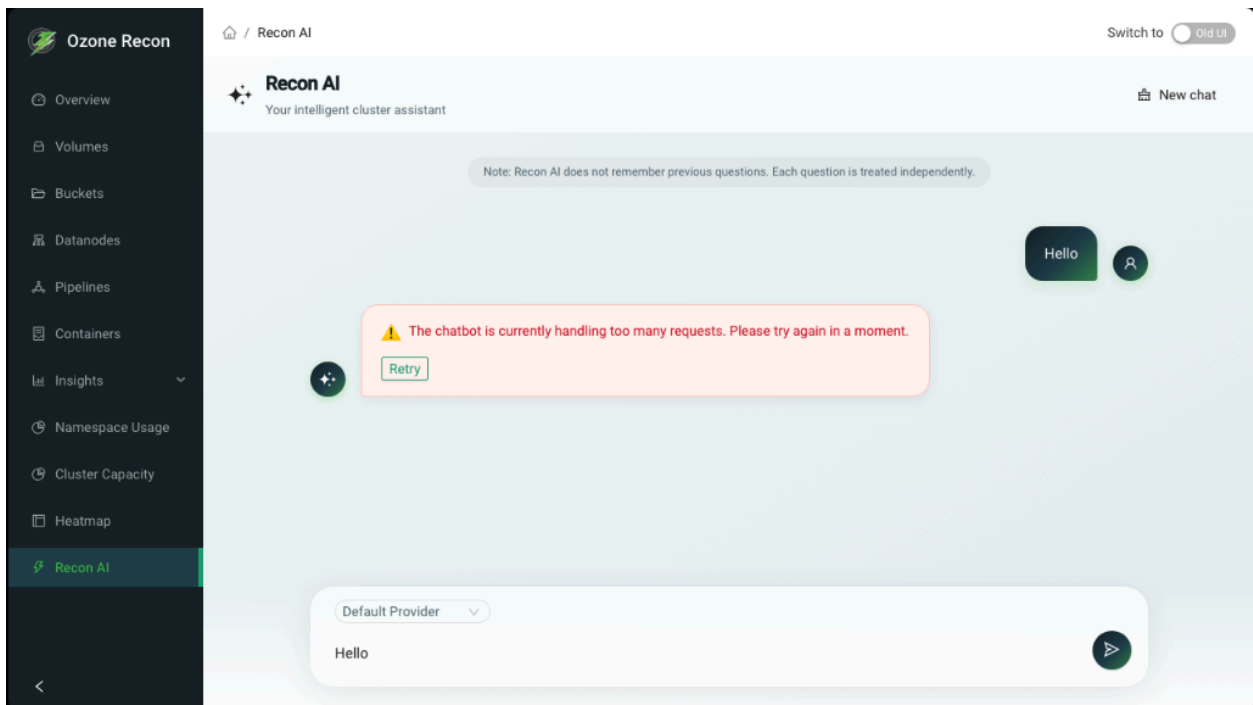 Ozone Recon
Overview
Volumes
Buckets
Datanodes
Pipelines
Containers
Insights
Namespace Usage
Cluster Capacity
Heatmap
Recon AI
/ Recon AI
Switch to Old UI
Recon AI
Your intelligent cluster assistant
New chat
Note: Recon AI does not remember previous questions. Each question is treated independently.
Hello
The chatbot is currently handling too many requests. Please try again in a moment.
Retry
Default Provider
Hello